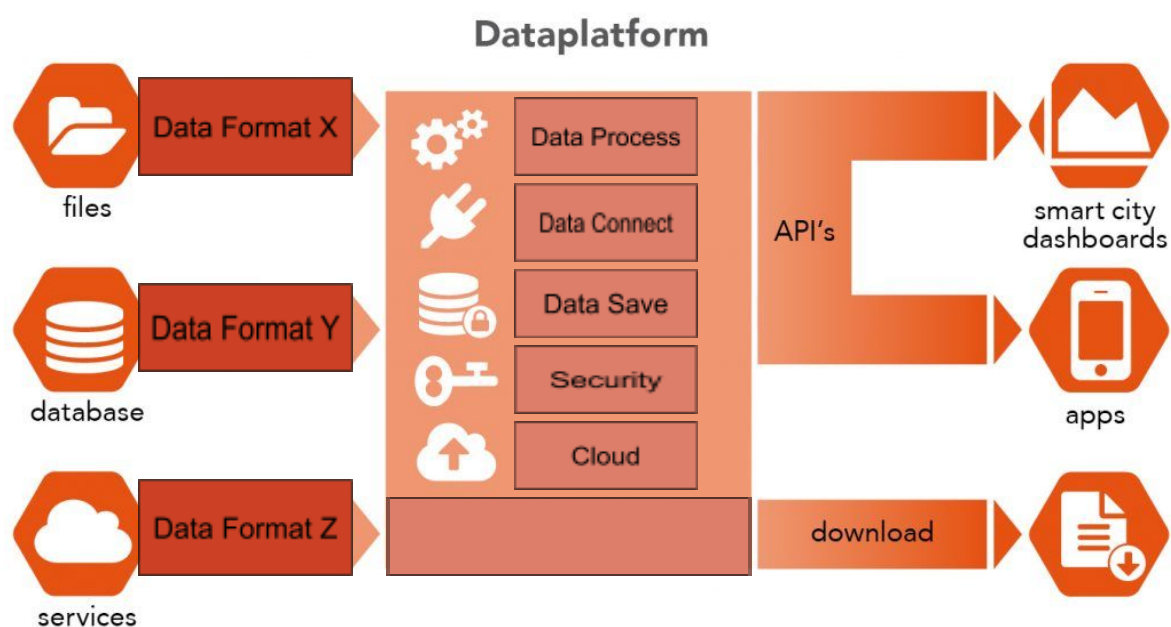 Dataplatform
Data Format X
files
Data Format Y
database
Data Format Z
services
Data Process
Data Connect
Data Save
Security
Cloud
API's
download
smart city
dashboards
apps